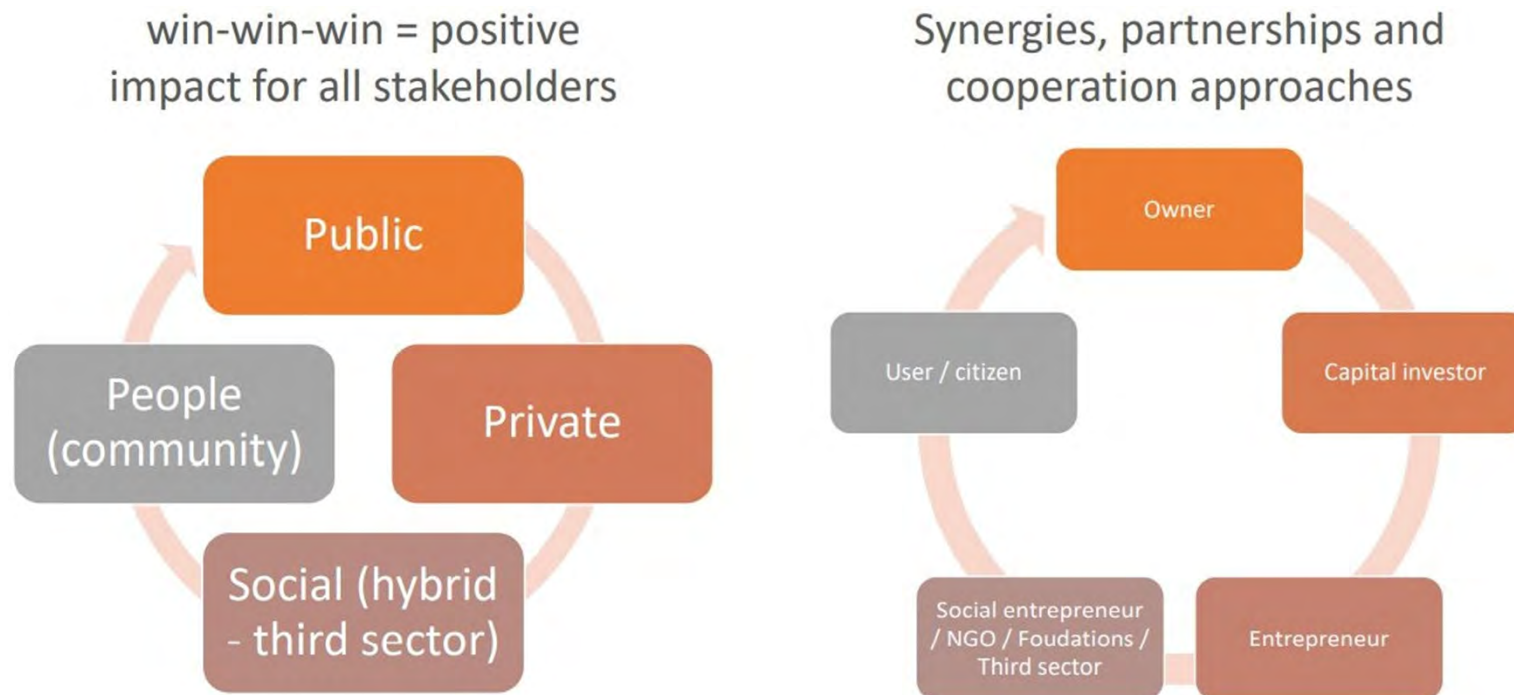 win-win-win = positive
impact for all stakeholders
Public
Private
Social (hybrid
- third sector)
People
(community)
Synergies, partnerships and
cooperation approaches
Owner
Capital investor
Entrepreneur
Social entrepreneur
/ NGO / Foudations /
Third sector
User / citizen